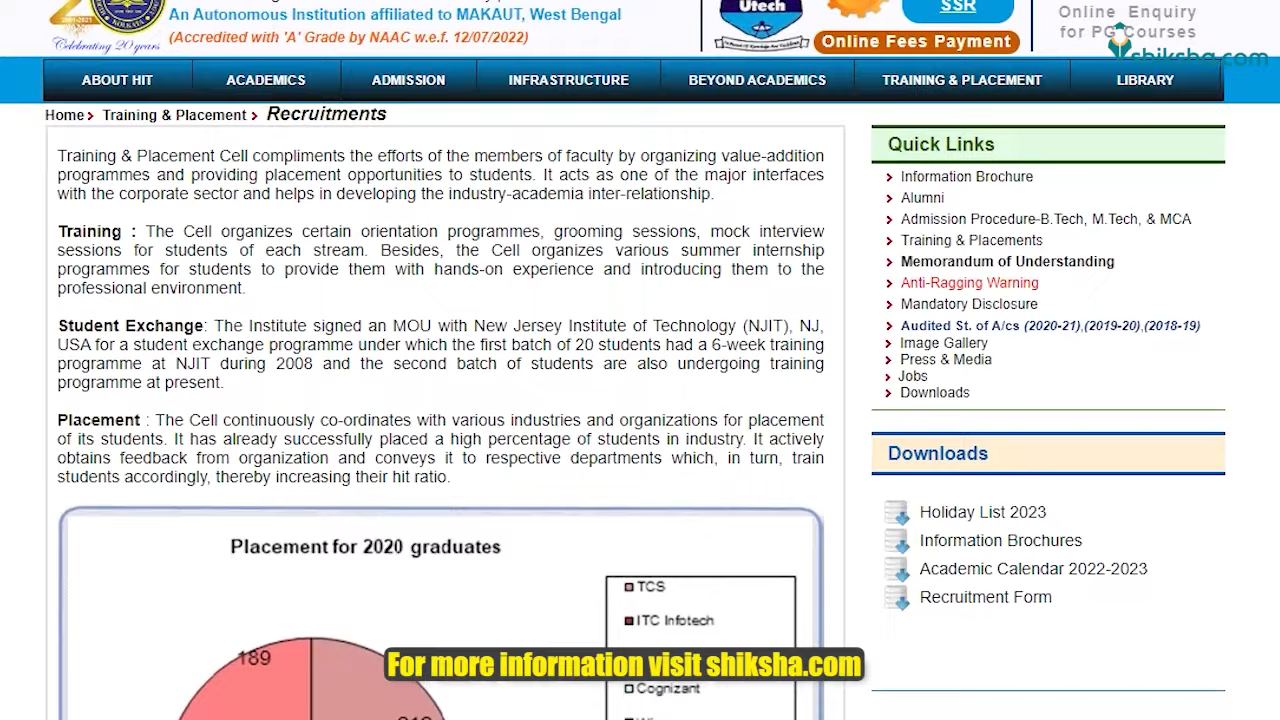 An Autonomous Institution affiliated to MAKAUT, West Bengal
(Accredited with 'A' Grade by NAAC w.e.f. 12/07/2022)
Celebrating 20 years
Utech
SSR
Online Fees Payment
Online Enquiry
for PG Courses
shiksha.com
ABOUT HIT
ACADEMICS
ADMISSION
INFRASTRUCTURE
BEYOND ACADEMICS
TRAINING & PLACEMENT
LIBRARY
Home Training & Placement Recruitments
Training & Placement Cell compliments the efforts of the members of faculty by organizing value-addition
programmes and providing placement opportunities to students. It acts as one of the major interfaces
with the corporate sector and helps in developing the industry-academia inter-relationship.
Training : The Cell organizes certain orientation programmes, grooming sessions, mock interview
sessions for students of each stream. Besides, the Cell organizes various summer internship
programmes for students to provide them with hands-on experience and introducing them to the
professional environment.
Student Exchange: The Institute signed an MOU with New Jersey Institute of Technology (NJIT), NJ,
USA for a student exchange programme under which the first batch of 20 students had a 6-week training
programme at NJIT during 2008 and the second batch of students are also undergoing training
programme at present.
Placement : The Cell continuously co-ordinates with various industries and organizations for placement
of its students. It has already successfully placed a high percentage of students in industry. It actively
obtains feedback from organization and conveys it to respective departments which, in turn, train
students accordingly, thereby increasing their hit ratio.
Placement for 2020 graduates
189
TCS
ITC Infotech
Cognizant
Quick Links
Information Brochure
Alumni
Admission Procedure-B.Tech, M.Tech, & MCA
Training & Placements
Memorandum of Understanding
Anti-Ragging Warning
Mandatory Disclosure
Audited St. of A/cs (2020-21),(2019-20),(2018-19)
Image Gallery
Press & Media
Jobs
Downloads
Downloads
Holiday List 2023
Information Brochures
Academic Calendar 2022-2023
Recruitment Form
For more information visit shiksha.com